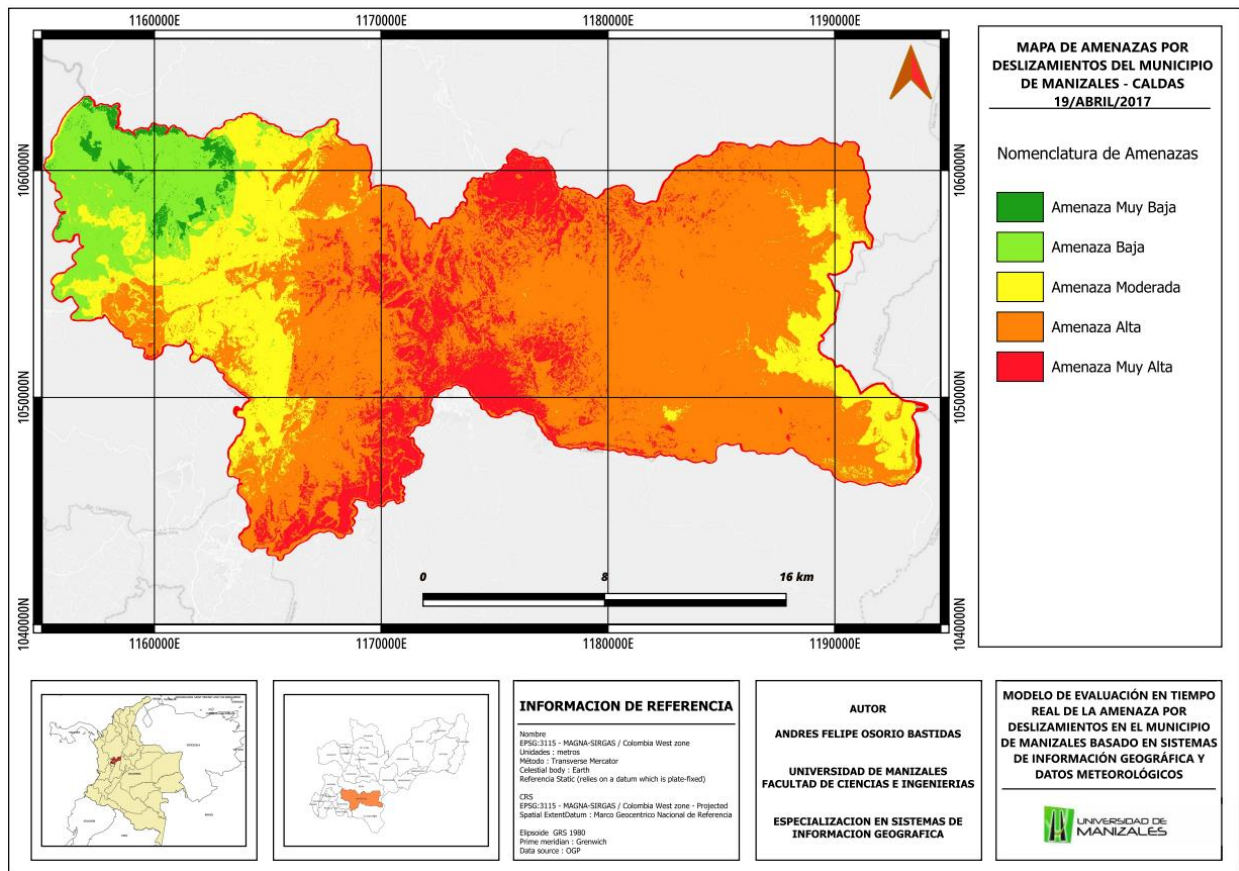 1160000E
1170000E
1180000E
1190000E
1060000N
1060000N
1050000N
1050000N
1040000N
1040000N
0
8
16 km
1160000E
1170000E
1180000E
1190000E
MAPA DE AMENAZAS POR
DESLIZAMIENTOS DEL MUNICIPIO
DE MANIZALES - CALDAS
19/ABRIL/2017
Nomenclatura de Amenazas
Amenaza Muy Baja
Amenaza Baja
Amenaza Moderada
Amenaza Alta
Amenaza Muy Alta
INFORMACION DE REFERENCIA
Nombre
EPSG:3115 - MAGNA-SIRGAS / Colombia West zone
Unidades : metros
Método : Transverse Mercator
Celestial body : Earth
Referencia Static (relies on a datum which is plate-fixed)
CRS
EPSG:3115 - MAGNA-SIRGAS / Colombia West zone - Projected
Spatial ExtentDatum : Marco Geocentrico Nacional de Referencia
Elipsoide GRS 1980
Prime meridian : Grenwich
Data source : OGP
AUTOR
ANDRES FELIPE OSORIO BASTIDAS
UNIVERSIDAD DE MANIZALES
FACULTAD DE CIENCIAS E INGENIERIAS
ESPECIALIZACION EN SISTEMAS DE
INFORMACION GEOGRAFICA
MODELO DE EVALUACIÓN EN TIEMPO
REAL DE LA AMENAZA POR
DESLIZAMIENTOS EN EL MUNICIPIO
DE MANIZALES BASADO EN SISTEMAS
DE INFORMACIÓN GEOGRÁFICA Y
DATOS METEOROLÓGICOS
UNIVERSIDAD DE
MANIZALES